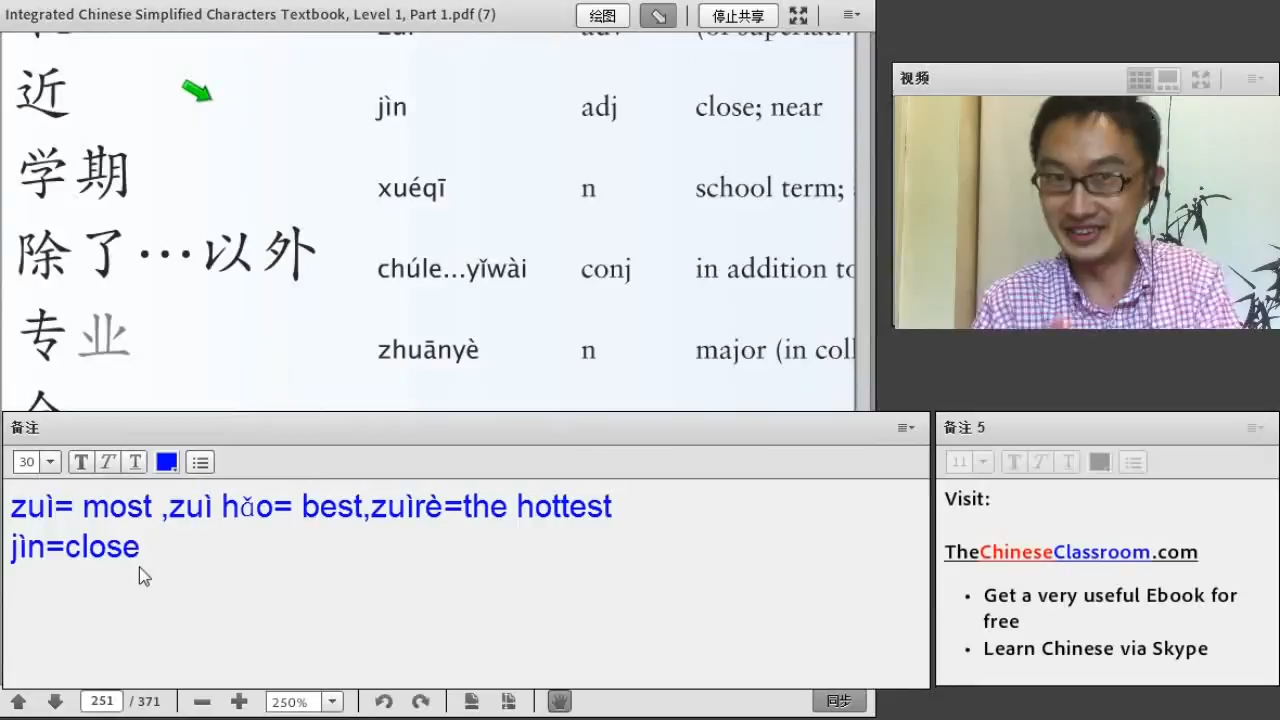 Integrated Chinese Simplified Characters Textbook, Level 1, Part 1.pdf (7)
绘图
停止共享
近 jìn adj close; near
学期 xuéqī n school term;
除了…以外 chúle…yǐwài conj in addition to
专业 zhuānyè n major (in coll
视频
备注
30
zuì= most ,zuì hǎo= best,zuìrè=the hottest
jìn=close
251 / 371
250%
同步
备注 5
11
Visit:
TheChineseClassroom.com
• Get a very useful Ebook for
free
• Learn Chinese via Skype